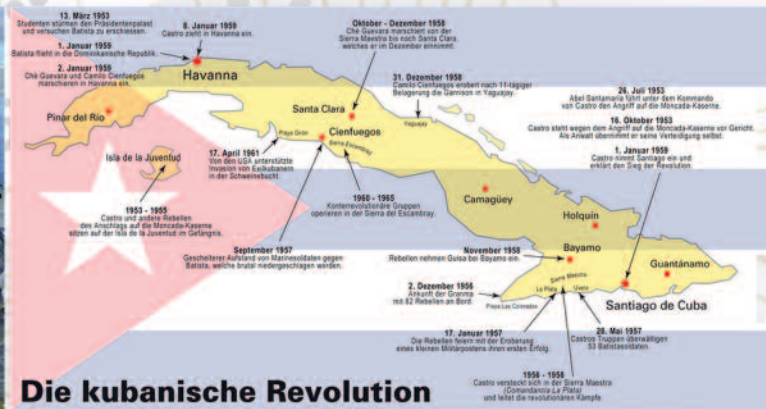 13. März 1953
Studenten stürmen den Präsidentenpalast
und versuchen Batista zu erschiessen.
1. Januar 1959
Batista flieht in die Dominikanische Republik.
2. Januar 1959
Ché Guevara und Camilo Cienfuegos
marschieren in Havanna ein.
8. Januar 1959
Castro zieht in Havanna ein.
Oktober - Dezember 1958
Ché Guevara marschiert von der
Sierra Maestra bis nach Santa Clara,
welches er im Dezember einnimmt.
31. Dezember 1958
Camilo Cienfuegos erobert nach 11-tägiger
Belagerung die Garnison in Yaguajay.
26. Juli 1953
Abel Santamaria führt unter dem Kommando
von Castro den Angriff auf die Moncada-Kaserne.
16. Oktober 1953
Castro steht wegen dem Angriff auf die Moncada-Kaserne vor Gericht.
Als Anwalt übernimmt er seine Verteidigung selbst.
1. Januar 1959
Castro nimmt Santiago ein und
erklärt den Sieg der Revolution.
Havanna
Pinar del Río
Isla de la Juventud
Santa Clara
Cienfuegos
Playa Girón
Sierra Escambray
Yaguajay
Camagüey
Holquín
Bayamo
Guantánamo
Santiago de Cuba
Sierra Maestra
La Plata
Uvero
Playa Las Coloradas
17. April 1961
Von den USA unterstützte
Invasion von Exilkubanern
in der Schweinebucht.
1953 - 1955
Castro und andere Rebellen
des Anschlags auf die Moncada-Kaserne
sitzen auf der Isla de la Juventud im Gefängnis.
1960 - 1965
Konterrevolutionäre Gruppen
operieren in der Sierra del Escambray.
September 1957
Gescheiterer Aufstand von Marinesoldaten gegen
Batista, welche brutal niedergeschlagen werden.
November 1958
Rebellen nehmen Guisa bei Bayamo ein.
2. Dezember 1956
Ankunft der Granma
mit 82 Rebellen an Bord.
17. Januar 1957
Die Rebellen feiern mit der Eroberung
eines kleinen Militärpostens ihnen ersten Erfolg.
28. Mai 1957
Castros Truppen überwältigen
53 Batistasoldaten.
1956 - 1958
Castro versteckt sich in der Sierra Maestra
(Comandancia La Plata)
und leitet die revolutionären Kämpfe.
Die kubanische Revolution